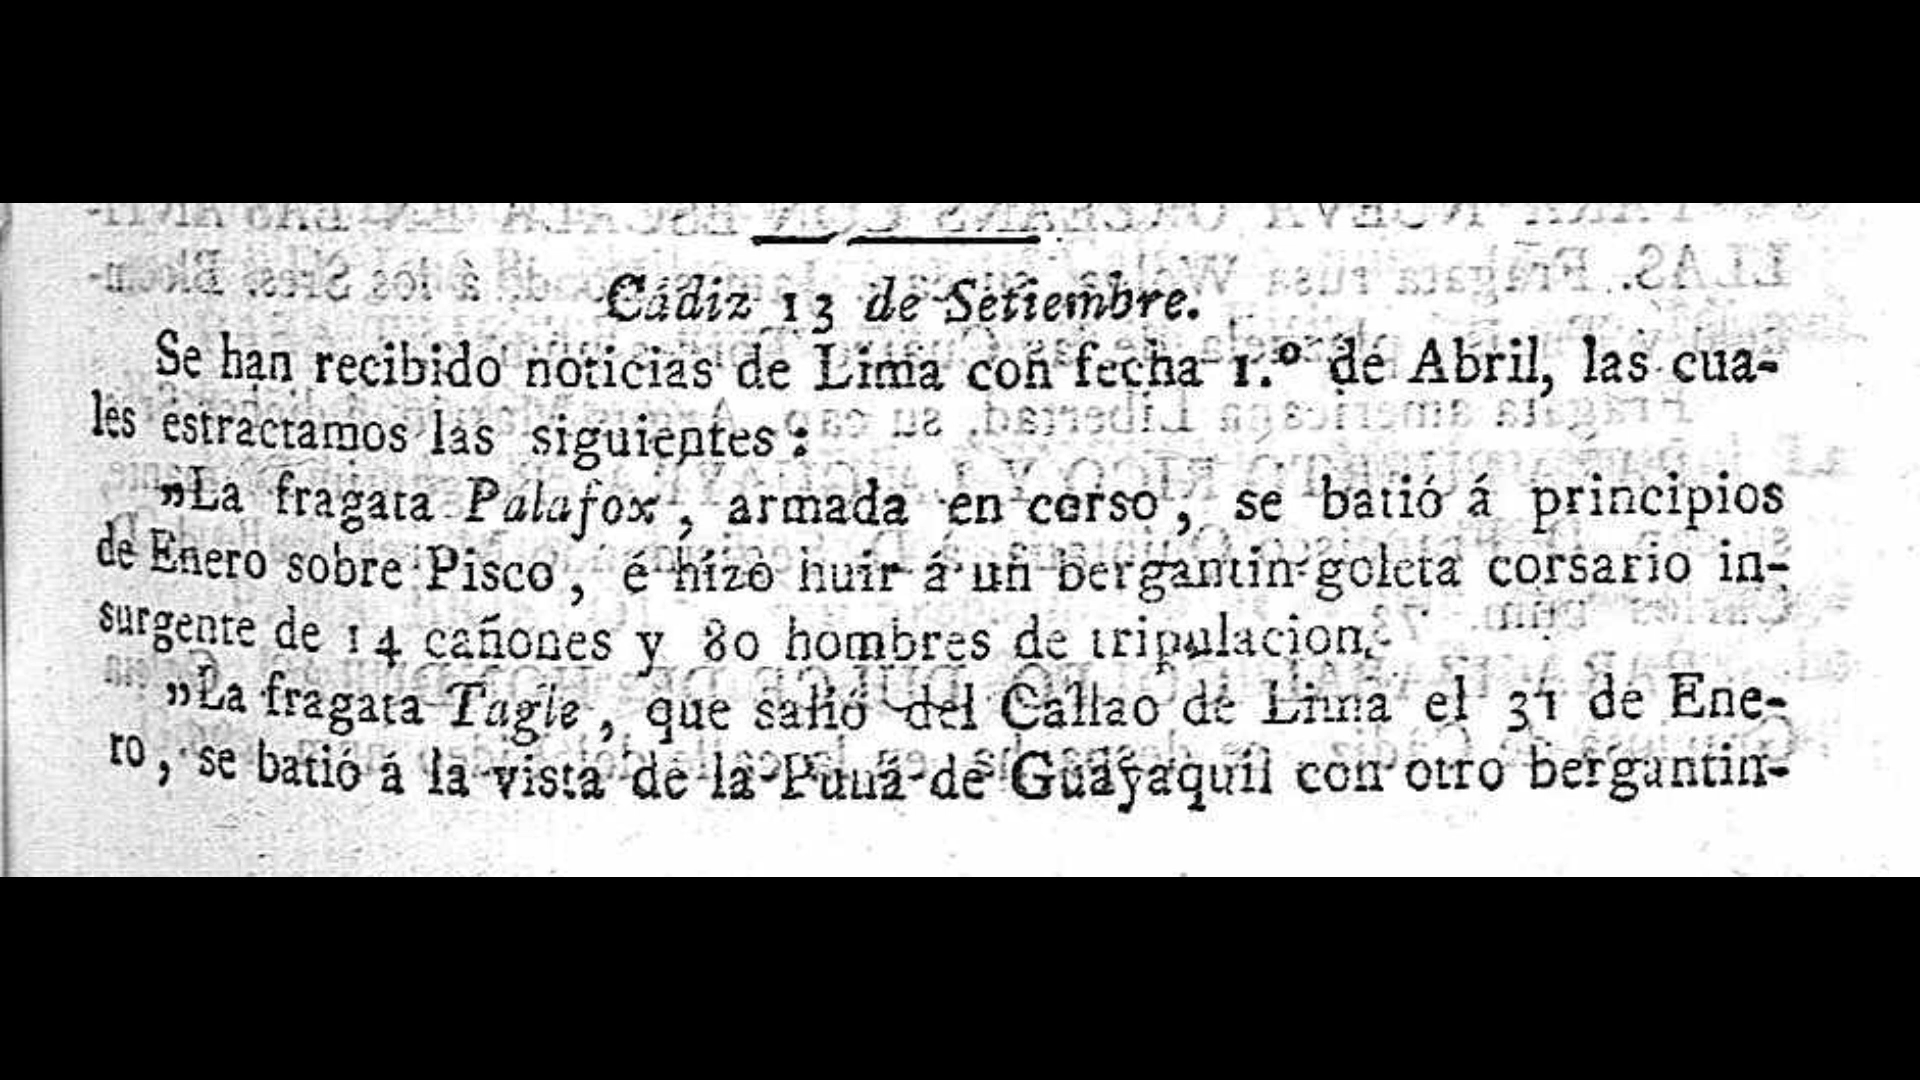 Cádiz 13 de Setiembre.
Se han recibido noticias de Lima con fecha 1.º de Abril, las cua-
les estractamos las siguientes:
„La fragata Palafox, armada en corso, se batió á principios
de Enero sobre Pisco, é hizo huir á un bergantin-goleta corsario in-
surgente de 14 cañones y 80 hombres de tripulacion.
„La fragata Tagle, que salió del Callao de Lima el 31 de Ene-
ro, se batió á la vista de la Puná de Guayaquil con otro bergantin-